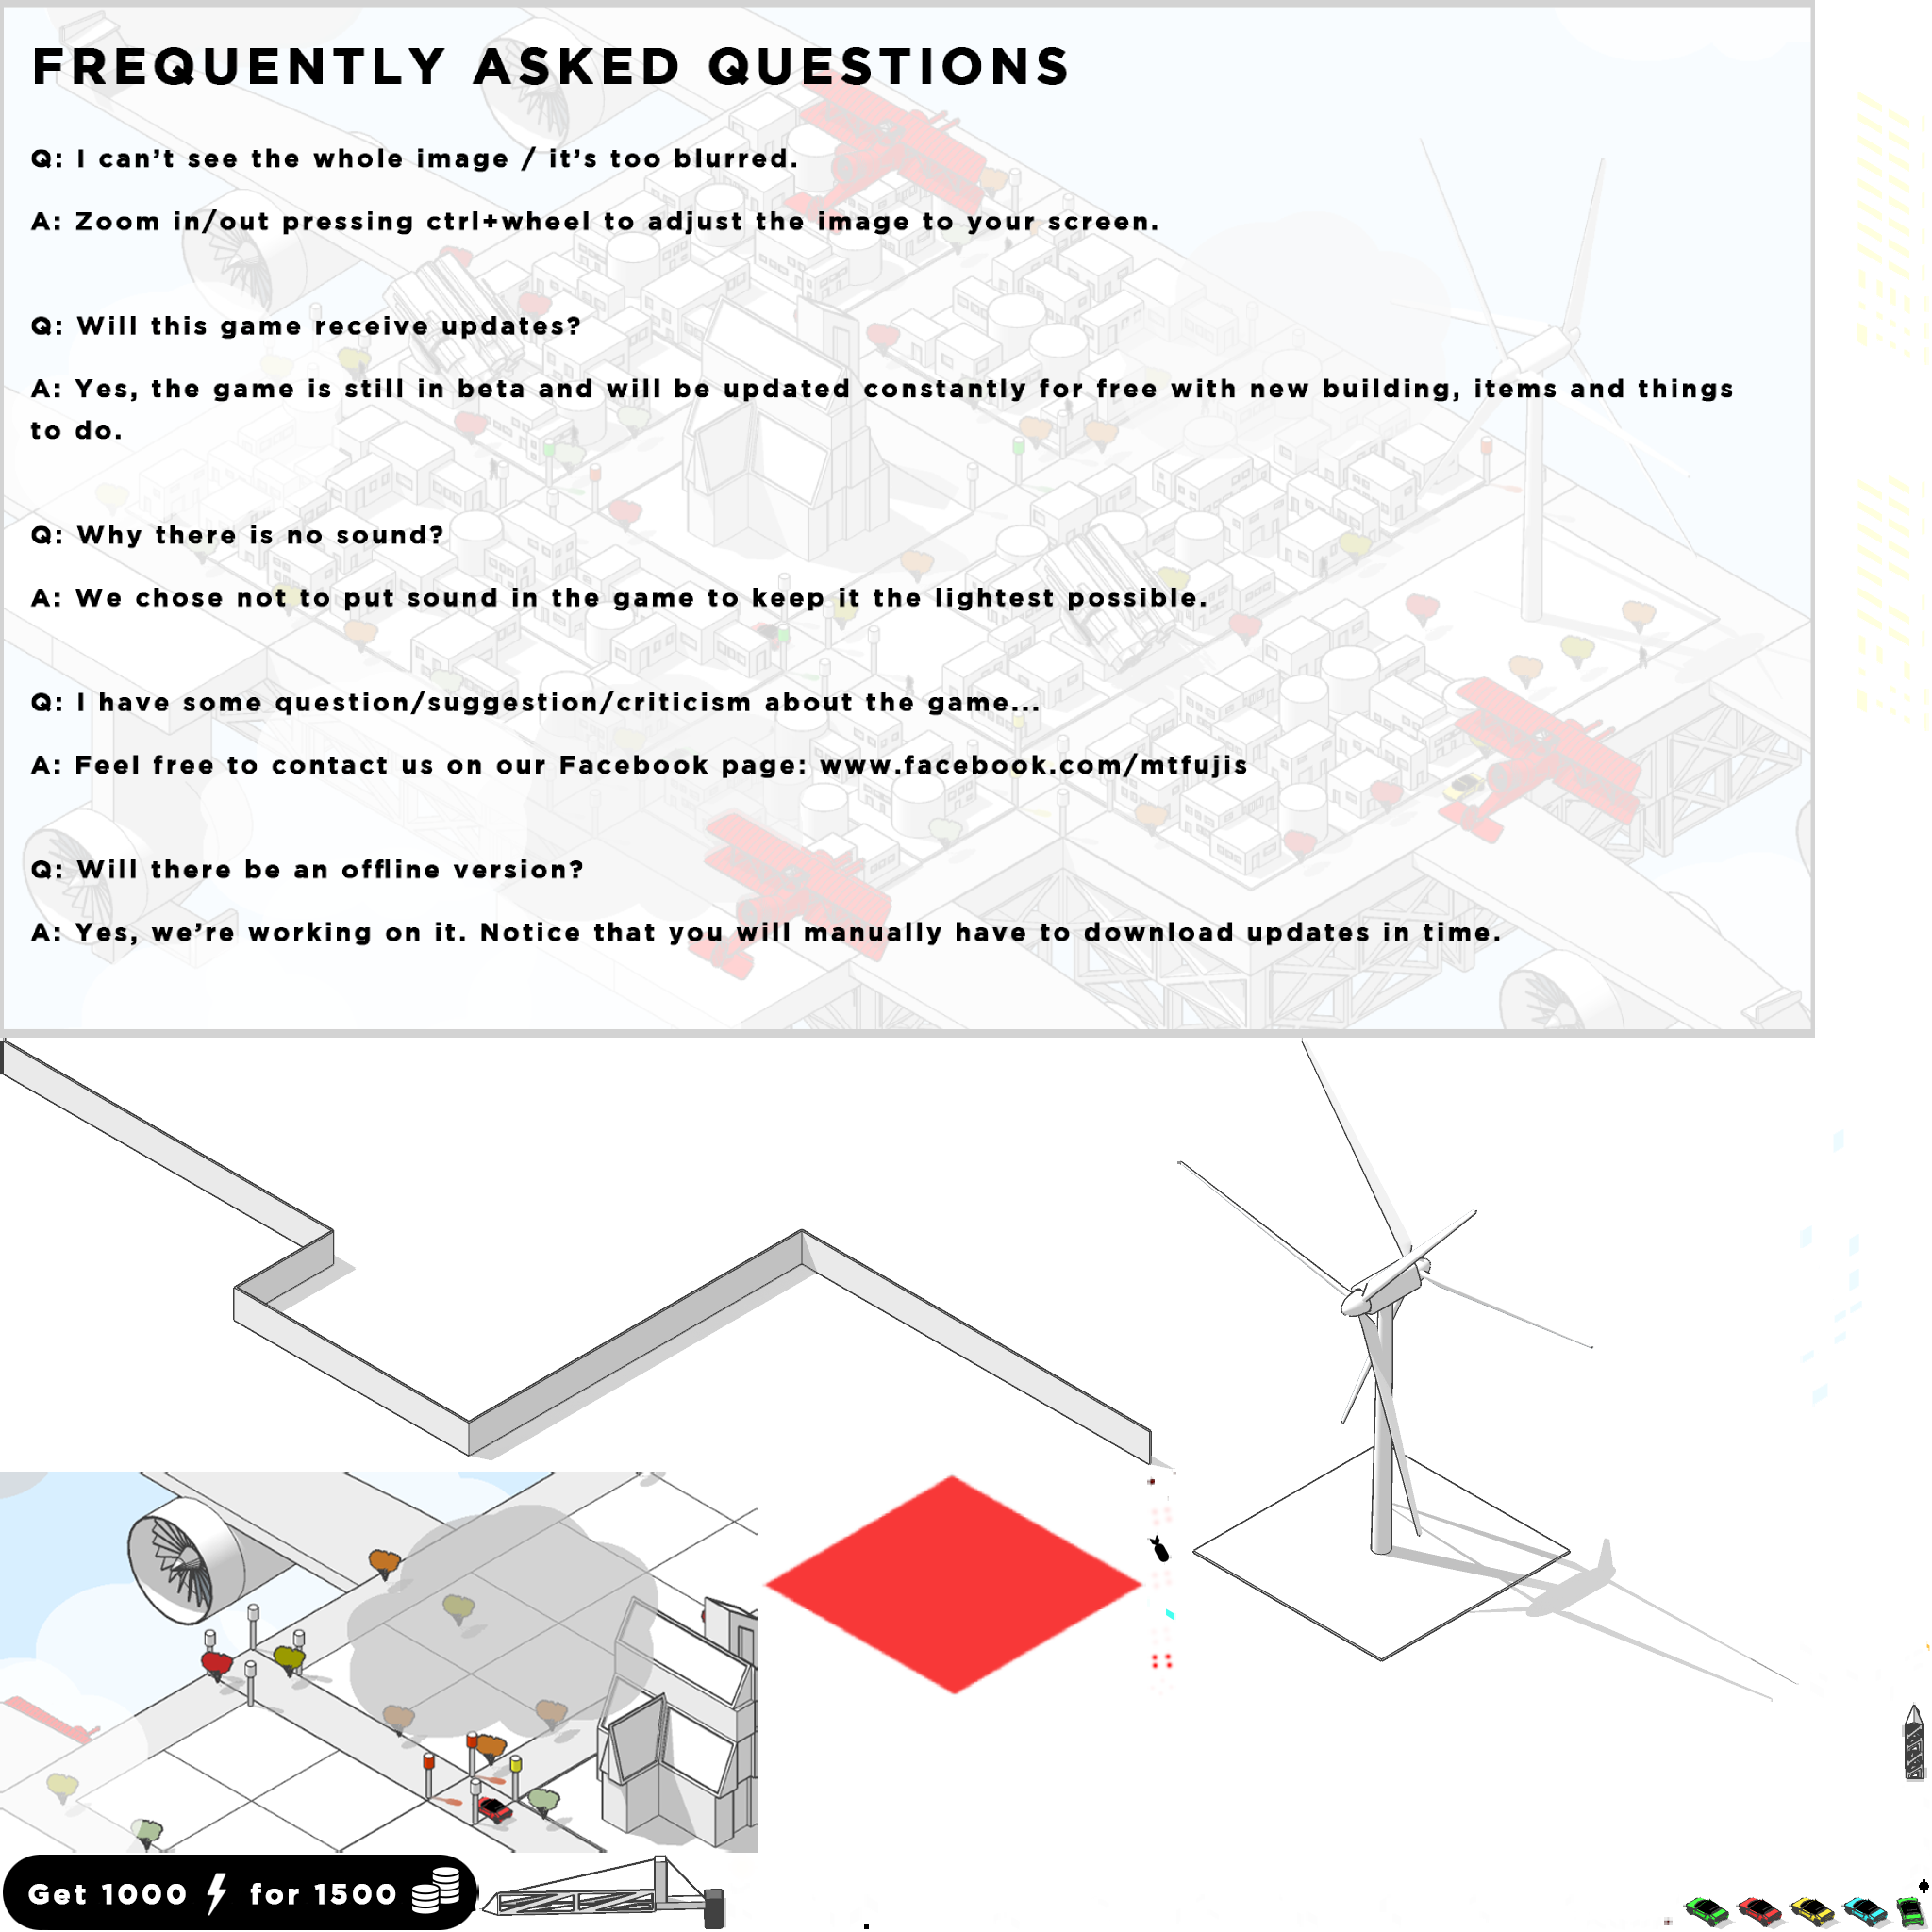 FREQUENTLY ASKED QUESTIONS
Q: I can’t see the whole image / it’s too blurred.
A: Zoom in/out pressing ctrl+wheel to adjust the image to your screen.
Q: Will this game receive updates?
A: Yes, the game is still in beta and will be updated constantly for free with new building, items and things
to do.
Q: Why there is no sound?
A: We chose not to put sound in the game to keep it the lightest possible.
Q: I have some question/suggestion/criticism about the game...
A: Feel free to contact us on our Facebook page: www.facebook.com/mtfujis
Q: Will there be an offline version?
A: Yes, we’re working on it. Notice that you will manually have to download updates in time.
Get 1000 for 1500